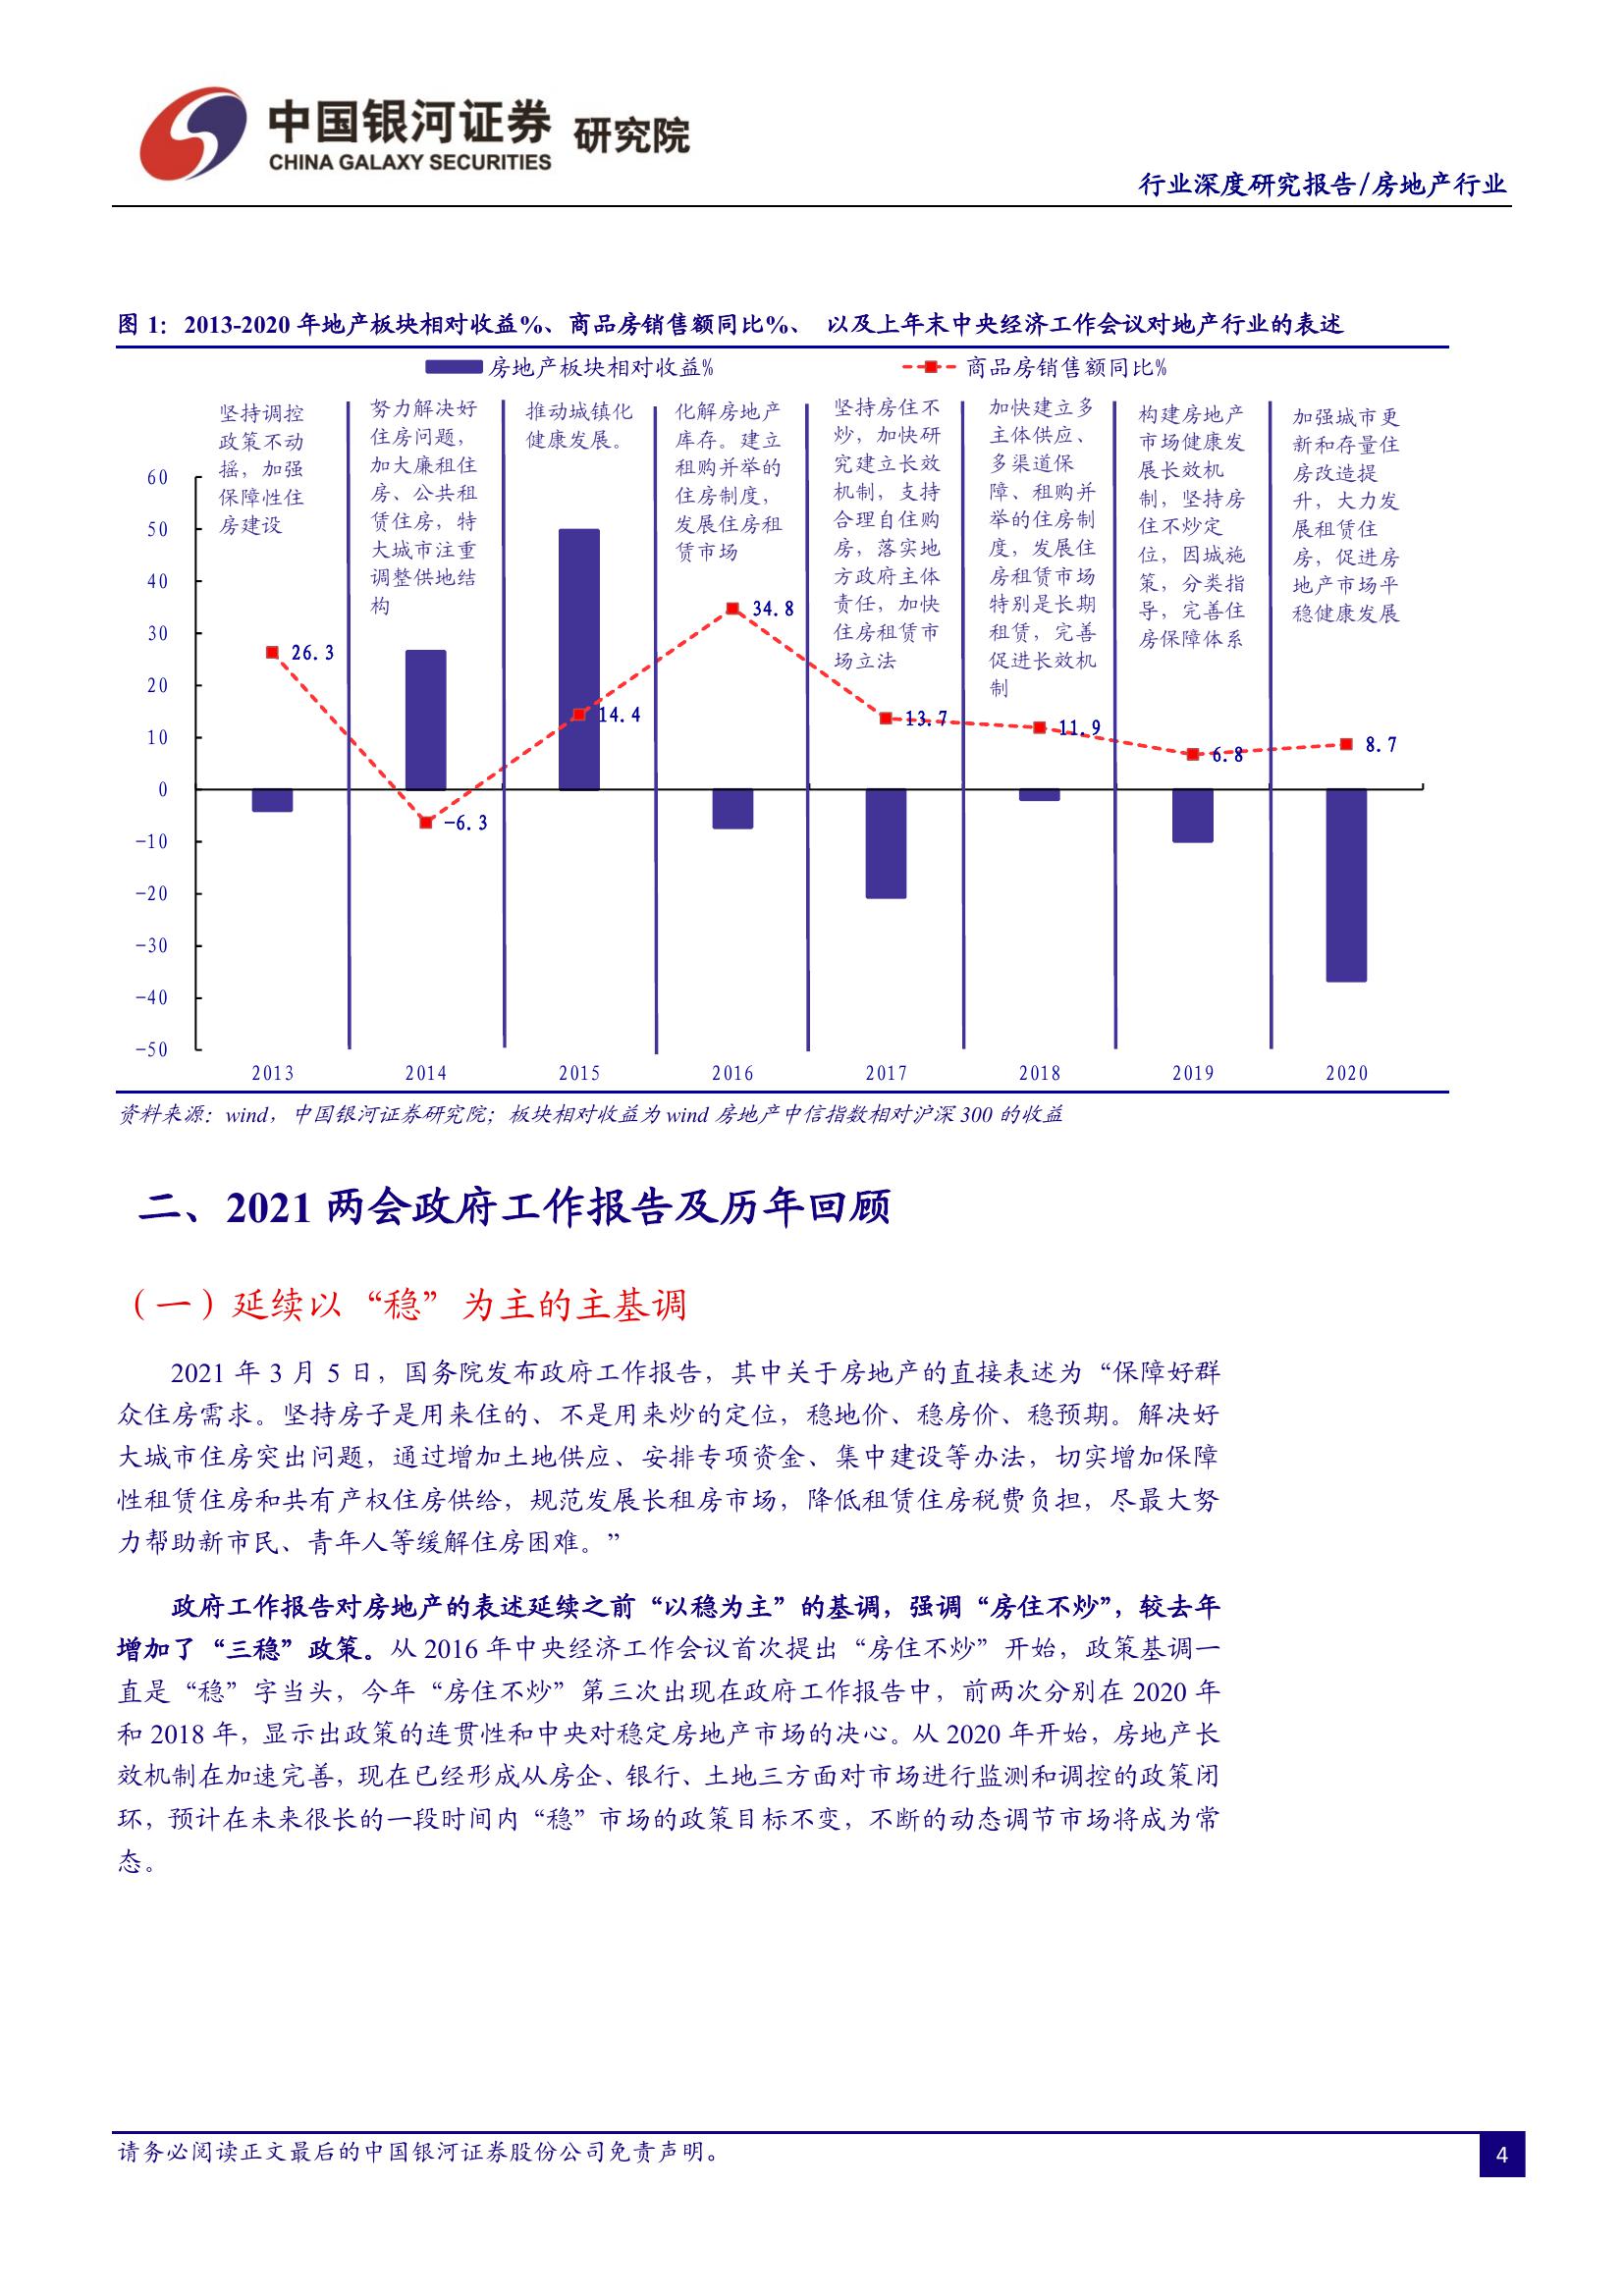 中国银河证券 研究院
CHINA GALAXY SECURITIES
行业深度研究报告/房地产行业
图 1：2013-2020 年地产板块相对收益%、商品房销售额同比%、 以及上年末中央经济工作会议对地产行业的表述
房地产板块相对收益%
商品房销售额同比%
坚持调控
政策不动
摇，加强
保障性住
房建设
努力解决好
住房问题，
加大廉租住
房、公共租
赁住房，特
大城市注重
调整供地结
构
推动城镇化
健康发展。
化解房地产
库存。建立
租购并举的
住房制度，
发展住房租
赁市场
坚持房住不
炒，加快研
究建立长效
机制，支持
合理自住购
房，落实地
方政府主体
责任，加快
住房租赁市
场立法
加快建立多
主体供应、
多渠道保
障、租购并
举的住房制
度，发展住
房租赁市场
特别是长期
租赁，完善
促进长效机
制
构建房地产
市场健康发
展长效机
制，坚持房
住不炒定
位，因城施
策，分类指
导，完善住
房保障体系
加强城市更
新和存量住
房改造提
升，大力发
展租赁住
房，促进房
地产市场平
稳健康发展
60
50
40
30
20
10
0
-10
-20
-30
-40
-50
26.3
-6.3
14.4
34.8
13.7
11.9
6.8
8.7
2013
2014
2015
2016
2017
2018
2019
2020
资料来源：wind，中国银河证券研究院；板块相对收益为 wind 房地产中信指数相对沪深 300 的收益
二、2021 两会政府工作报告及历年回顾
（一）延续以“稳”为主的主基调
2021 年 3 月 5 日，国务院发布政府工作报告，其中关于房地产的直接表述为“保障好群
众住房需求。坚持房子是用来住的、不是用来炒的定位，稳地价、稳房价、稳预期。解决好
大城市住房突出问题，通过增加土地供应、安排专项资金、集中建设等办法，切实增加保障
性租赁住房和共有产权住房供给，规范发展长租房市场，降低租赁住房税费负担，尽最大努
力帮助新市民、青年人等缓解住房困难。”
政府工作报告对房地产的表述延续之前“以稳为主”的基调，强调“房住不炒”，较去年
增加了“三稳”政策。从 2016 年中央经济工作会议首次提出“房住不炒”开始，政策基调一
直是“稳”字当头，今年“房住不炒”第三次出现在政府工作报告中，前两次分别在 2020 年
和 2018 年，显示出政策的连贯性和中央对稳定房地产市场的决心。从 2020 年开始，房地产长
效机制在加速完善，现在已经形成从房企、银行、土地三方面对市场进行监测和调控的政策闭
环，预计在未来很长的一段时间内“稳”市场的政策目标不变，不断的动态调节市场将成为常
态。
请务必阅读正文最后的中国银河证券股份公司免责声明。
4